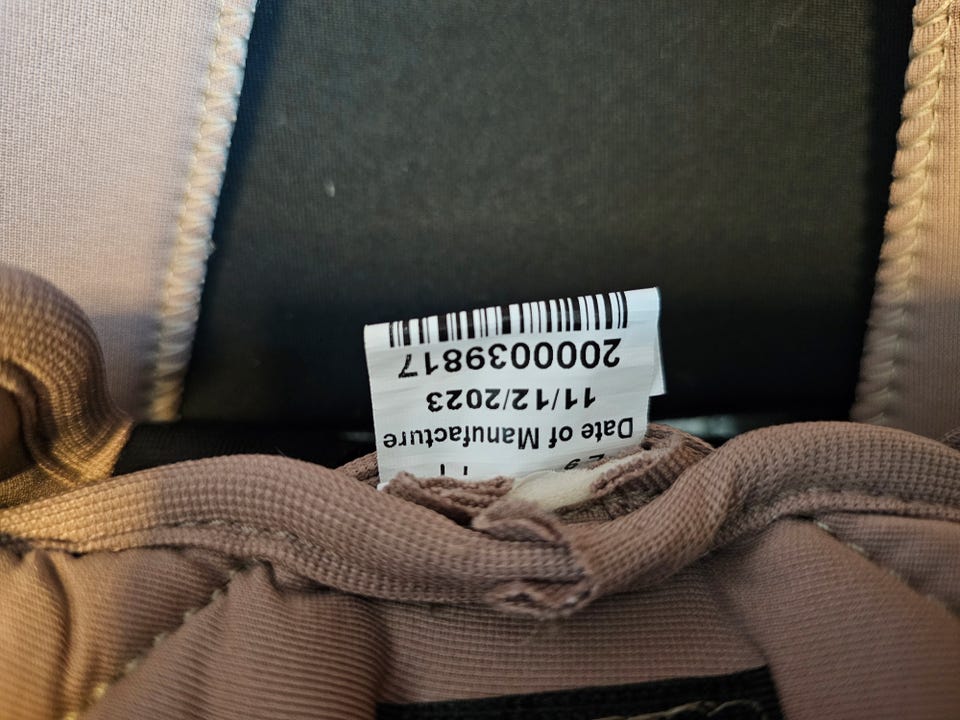 Date of Manufacture
11/12/2023
2000039817